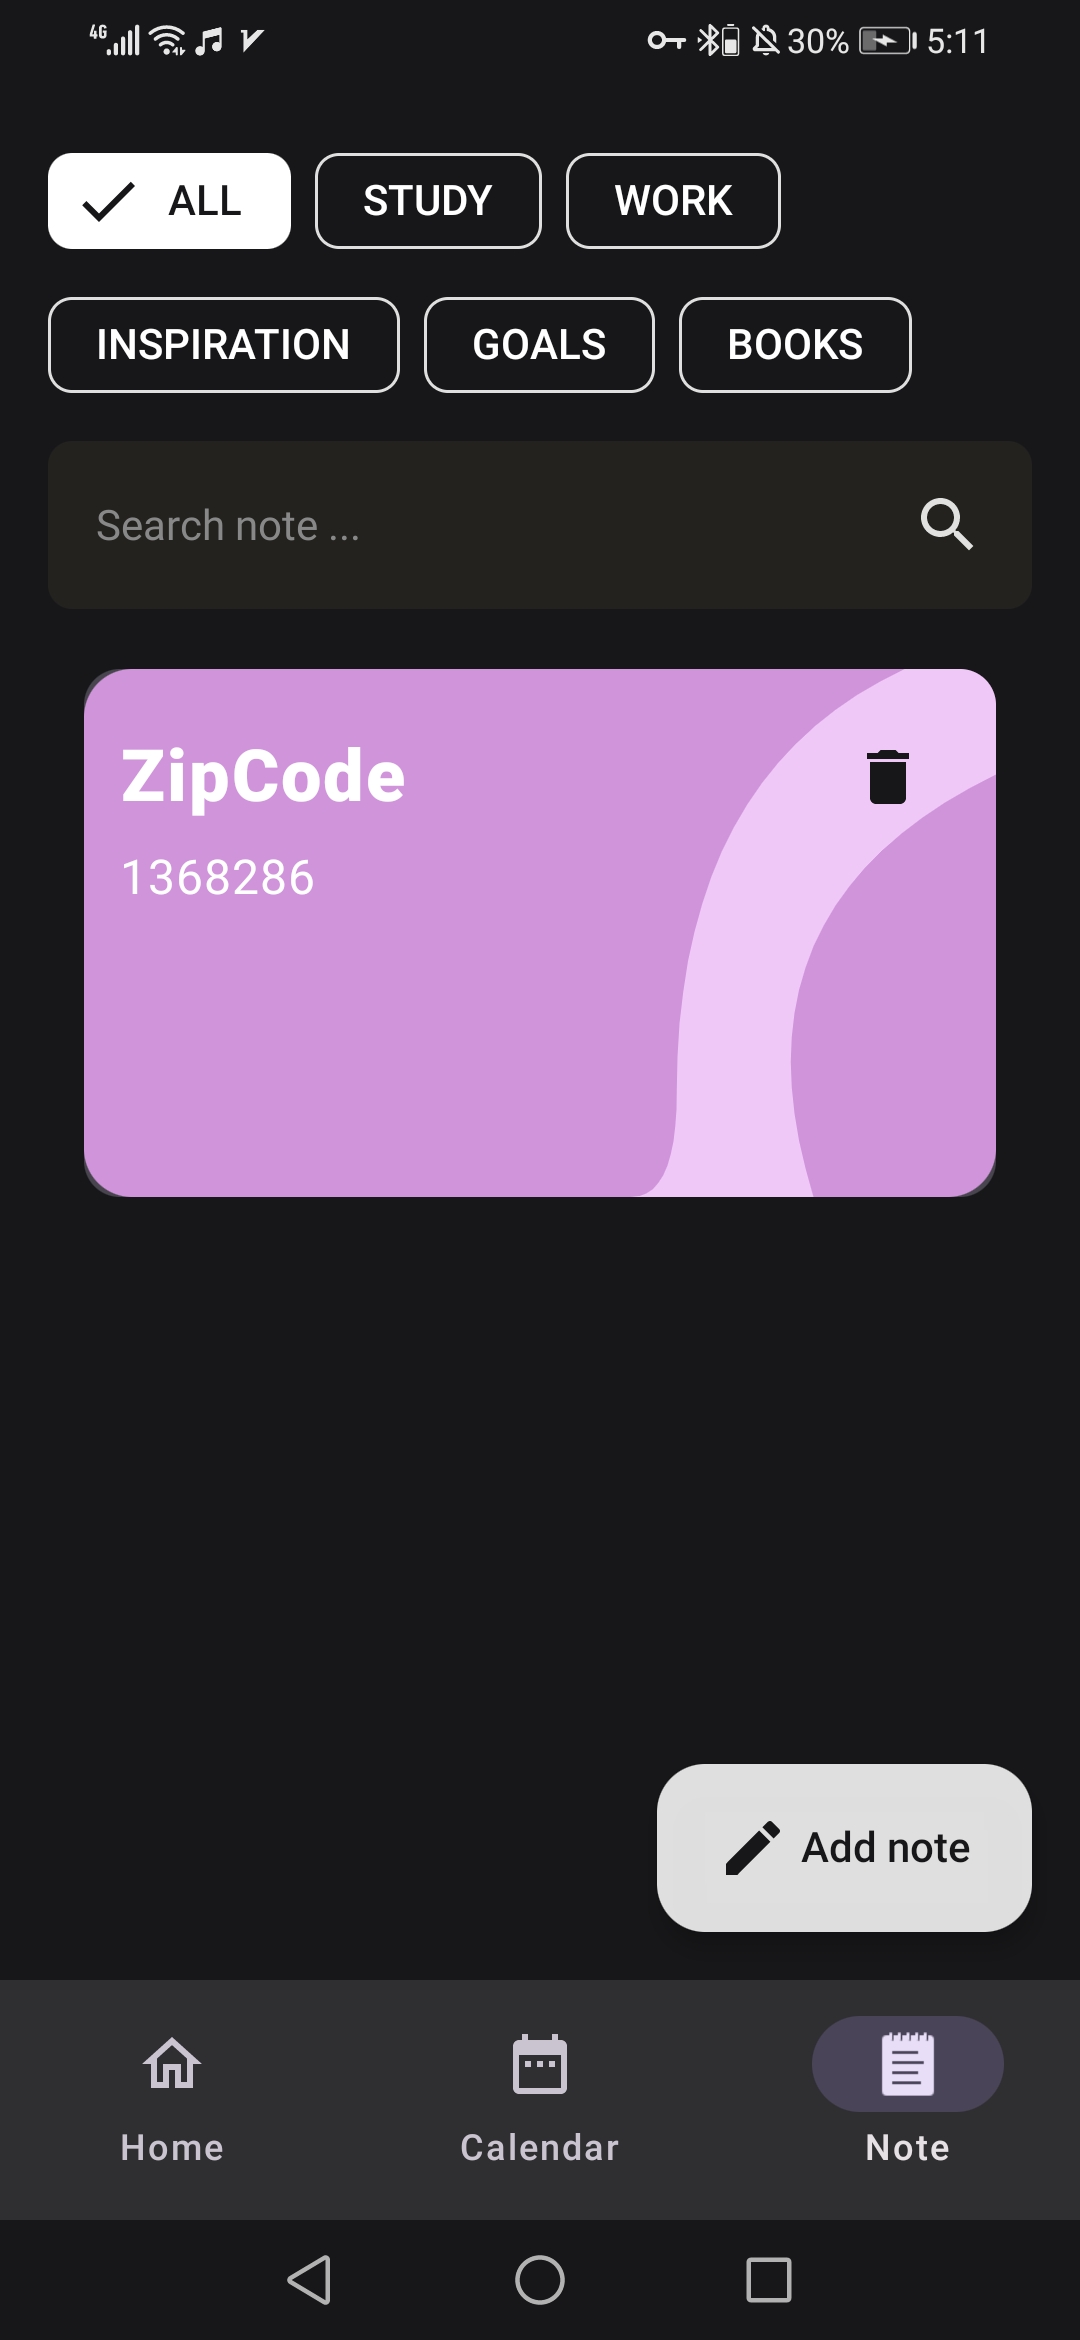 4G 30% 5:11
ALL STUDY WORK
INSPIRATION GOALS BOOKS
Search note ...
ZipCode
1368286
Add note
Home Calendar Note